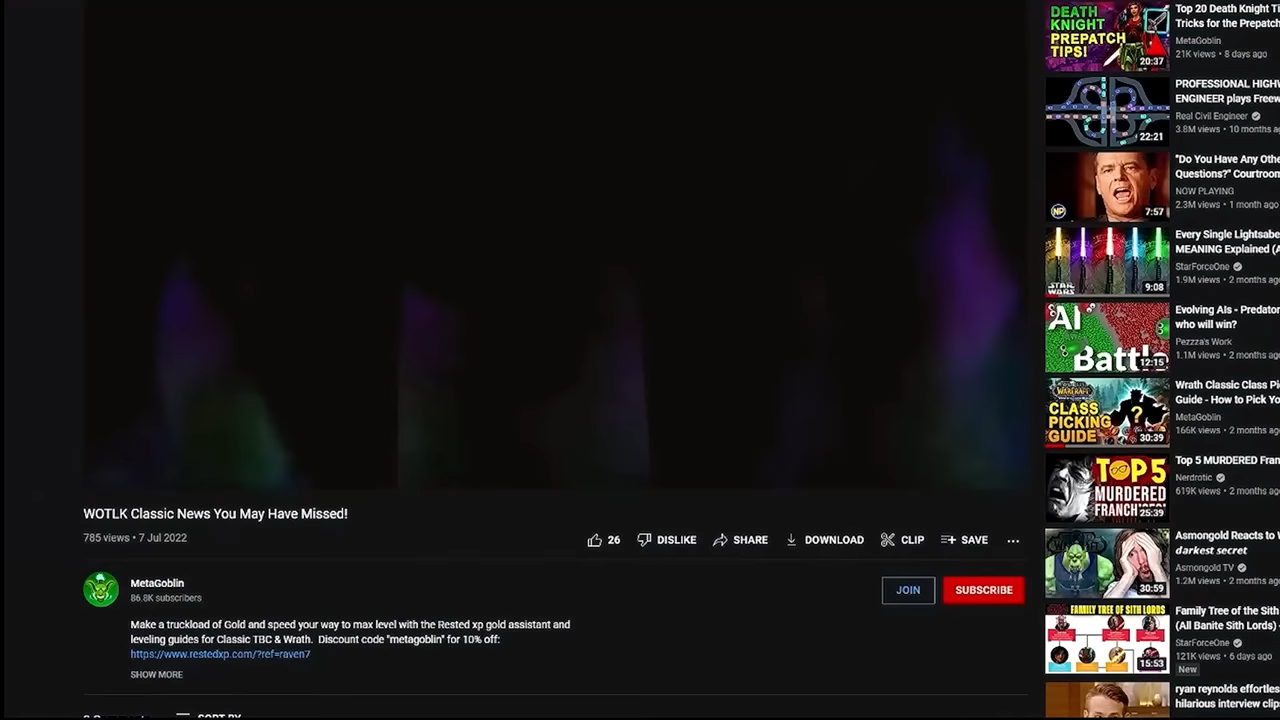 WOTLK Classic News You May Have Missed!
785 views • 7 Jul 2022
26
DISLIKE
SHARE
DOWNLOAD
CLIP
SAVE
MetaGoblin
86.8K subscribers
JOIN
SUBSCRIBE
Make a truckload of Gold and speed your way to max level with the Rested xp gold assistant and
leveling guides for Classic TBC & Wrath. Discount code "metagoblin" for 10% off:
https://www.restedxp.com/?ref=raven7
SHOW MORE
SORT BY
DEATH
KNIGHT
PREPATCH
TIPS!
20:37
Top 20 Death Knight Ti
Tricks for the Prepatch
MetaGoblin
21K views • 8 days ago
22:21
PROFESSIONAL HIGHW
ENGINEER plays Freew
Real Civil Engineer
3.8M views • 10 months
NP
7:57
"Do You Have Any Othe
Questions?" Courtroom
NOW PLAYING
2.3M views • 1 month ago
STAR
WARS
9:08
Every Single Lightsabe
MEANING Explained (A
StarForceOne
1.9M views • 2 months
AI
Battle
12:15
Evolving AIs - Predator
who will win?
Pezzza's Work
1.1M views • 2 months
WARCRAFT
CLASS
PICKING
GUIDE
?
30:39
Wrath Classic Class Pi
Guide - How to Pick Yo
MetaGoblin
166K views • 2 months
TOP 5
MURDERED
FRANCHISES!
25:39
Top 5 MURDERED Fran
Nerdrotic
619K views • 2 months
30:59
Asmongold Reacts to W
darkest secret
Asmongold TV
1.2M views • 2 months
FAMILY TREE OF SITH LORDS
15:53
Family Tree of the Sith
(All Banite Sith Lords) -
StarForceOne
121K views • 6 days ago
New
ryan reynolds effortles
hilarious interview clip